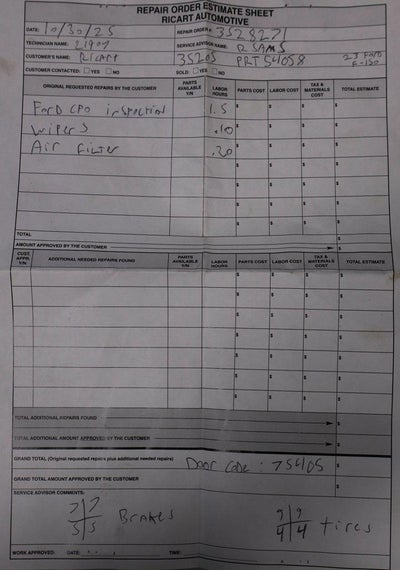 REPAIR ORDER ESTIMATE SHEET
RICART AUTOMOTIVE
DATE: 10/30/25 REPAIR ORDER #: 3528271
TECHNICIAN NAME: SERVICE ADVISOR NAME: R SAMS
CUSTOMER'S NAME: Ricart 35205 PRT54058 23 Ford F-150
CUSTOMER CONTACTED: YES NO SOLD: YES NO
ORIGINAL REQUESTED REPAIRS BY THE CUSTOMER PARTS AVAILABLE Y/N LABOR HOURS PARTS COST LABOR COST TAX & MATERIALS COST TOTAL ESTIMATE
Ford CPO inspection 1.5 $ $ $ $
Wipers .10 $ $ $ $
Air Filter .20 $ $ $ $
$ $ $ $
$ $ $ $
$ $ $ $
TOTAL $
AMOUNT APPROVED BY THE CUSTOMER $
CUST. APPR. Y/N ADDITIONAL NEEDED REPAIRS FOUND PARTS AVAILABLE Y/N LABOR HOURS PARTS COST LABOR COST TAX & MATERIALS COST TOTAL ESTIMATE
$ $ $ $
$ $ $ $
$ $ $ $
$ $ $ $
$ $ $ $
$ $ $ $
$ $ $ $
TOTAL ADDITIONAL REPAIRS FOUND $
TOTAL ADDITIONAL AMOUNT APPROVED BY THE CUSTOMER $
GRAND TOTAL (Original requested repairs plus additional needed repairs) Door Code: 75405 $
GRAND TOTAL AMOUNT APPROVED BY THE CUSTOMER $
SERVICE ADVISOR COMMENTS:
7 7 9 9
5 5 Brakes 4 4 tires
WORK APPROVED: DATE: TIME: